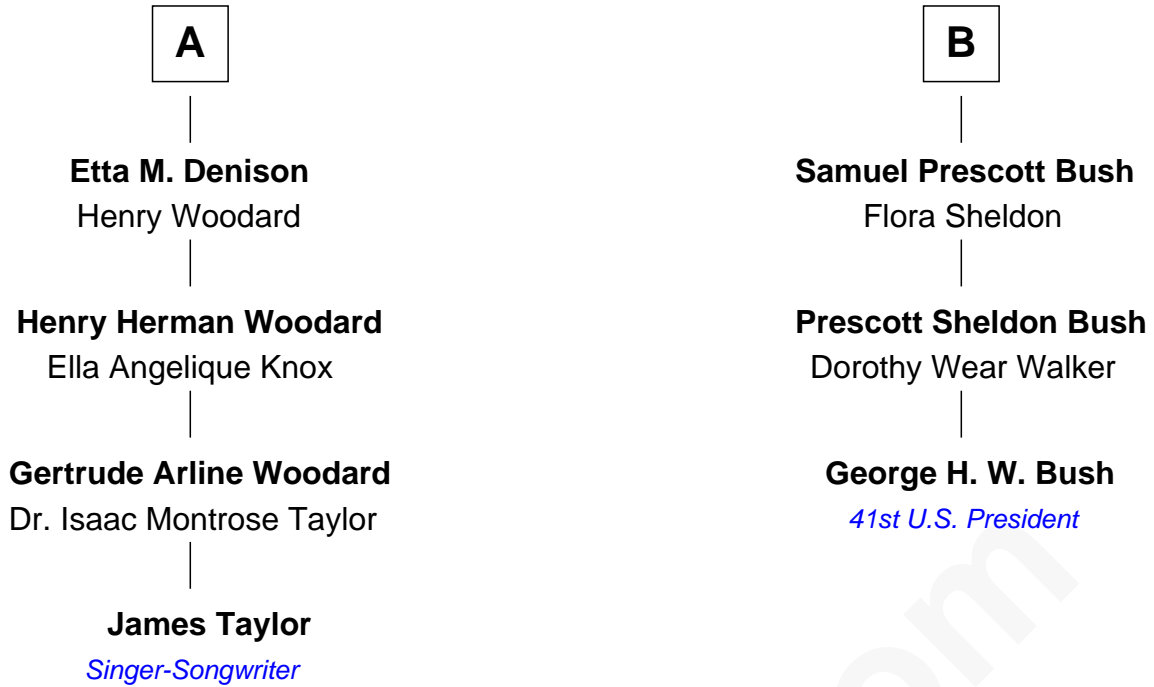 A
Etta M. Denison
Henry Woodard
Henry Herman Woodard
Ella Angelique Knox
Gertrude Arline Woodard
Dr. Isaac Montrose Taylor
James Taylor
Singer-Songwriter
B
Samuel Prescott Bush
Flora Sheldon
Prescott Sheldon Bush
Dorothy Wear Walker
George H. W. Bush
41st U.S. President
om